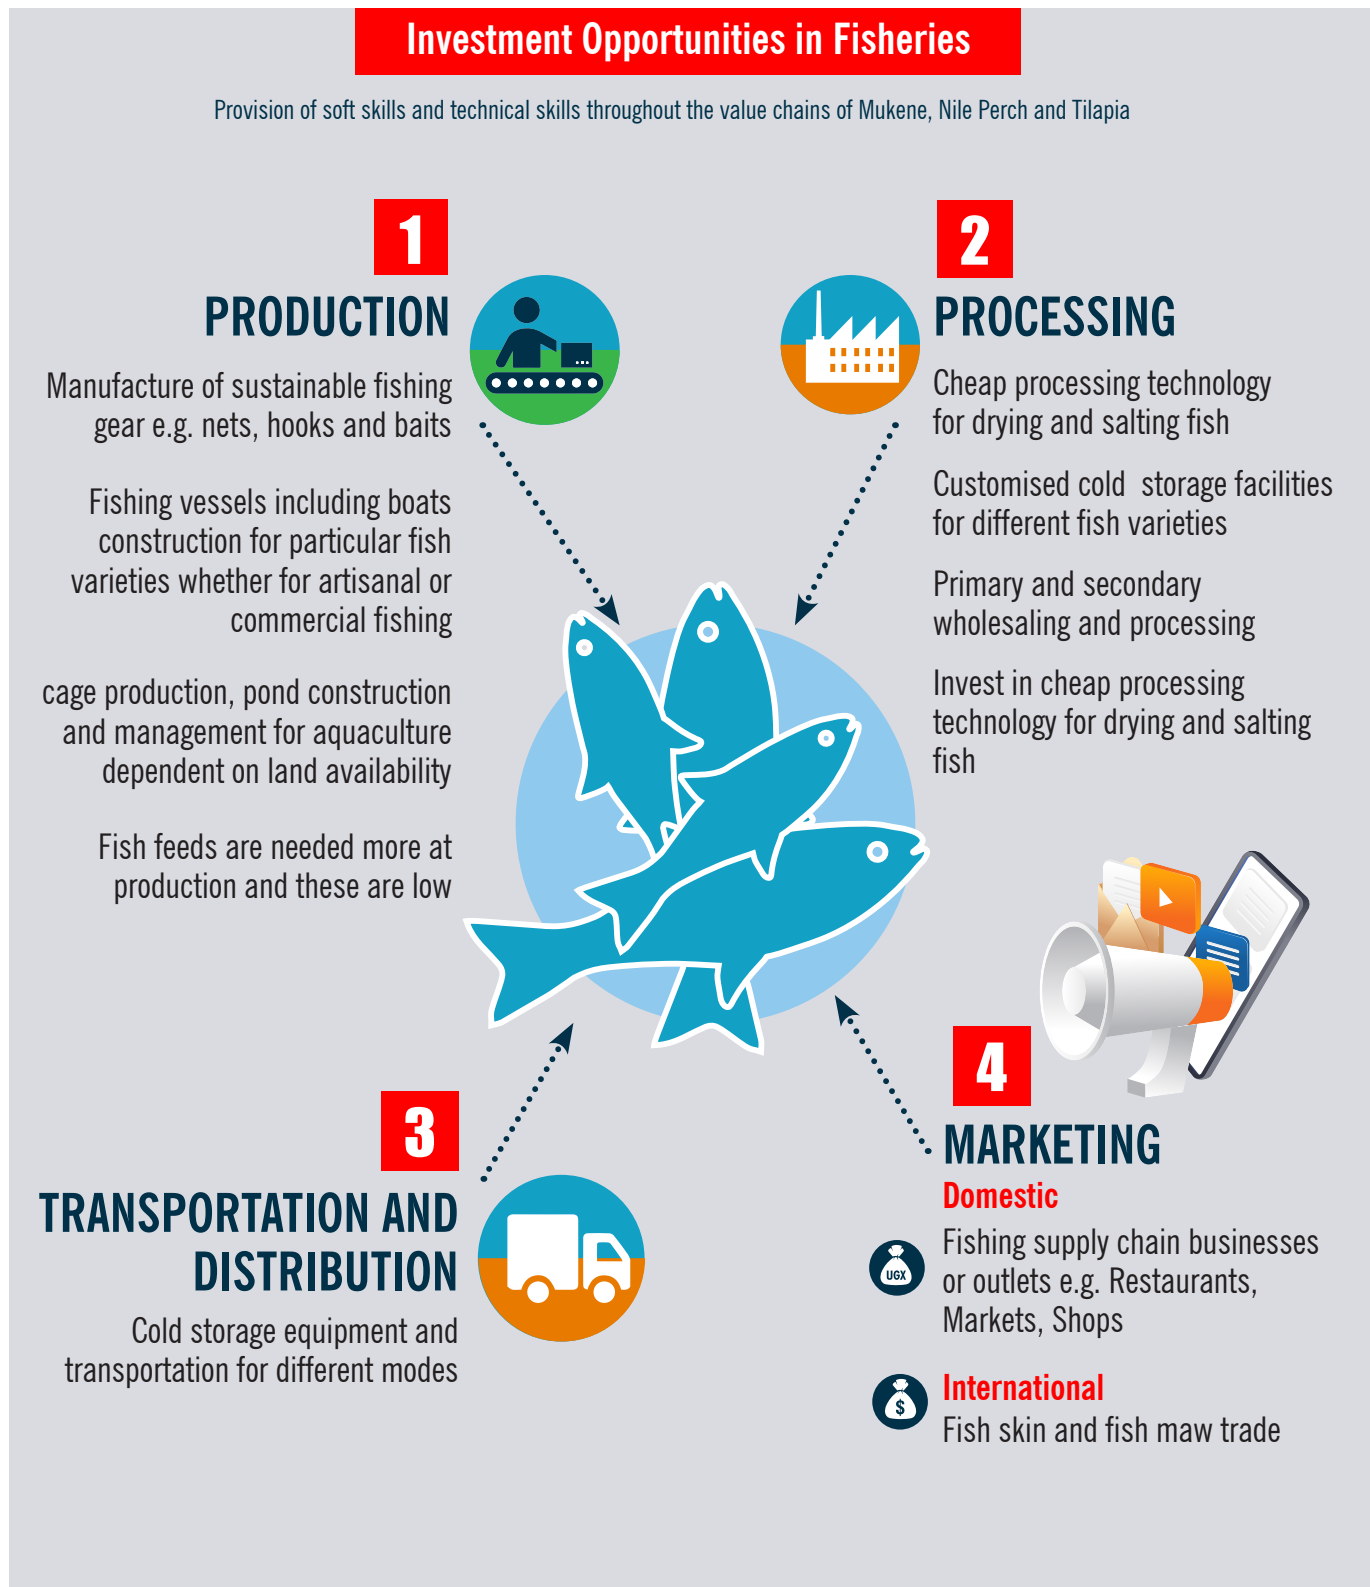 Investment Opportunities in Fisheries
Provision of soft skills and technical skills throughout the value chains of Mukene, Nile Perch and Tilapia
1
PRODUCTION
Manufacture of sustainable fishing
gear e.g. nets, hooks and baits
Fishing vessels including boats
construction for particular fish
varieties whether for artisanal or
commercial fishing
cage production, pond construction
and management for aquaculture
dependent on land availability
Fish feeds are needed more at
production and these are low
2
PROCESSING
Cheap processing technology
for drying and salting fish
Customised cold storage facilities
for different fish varieties
Primary and secondary
wholesaling and processing
Invest in cheap processing
technology for drying and salting
fish
3
TRANSPORTATION AND
DISTRIBUTION
Cold storage equipment and
transportation for different modes
4
MARKETING
Domestic
UGX
Fishing supply chain businesses
or outlets e.g. Restaurants,
Markets, Shops
International
$
Fish skin and fish maw trade